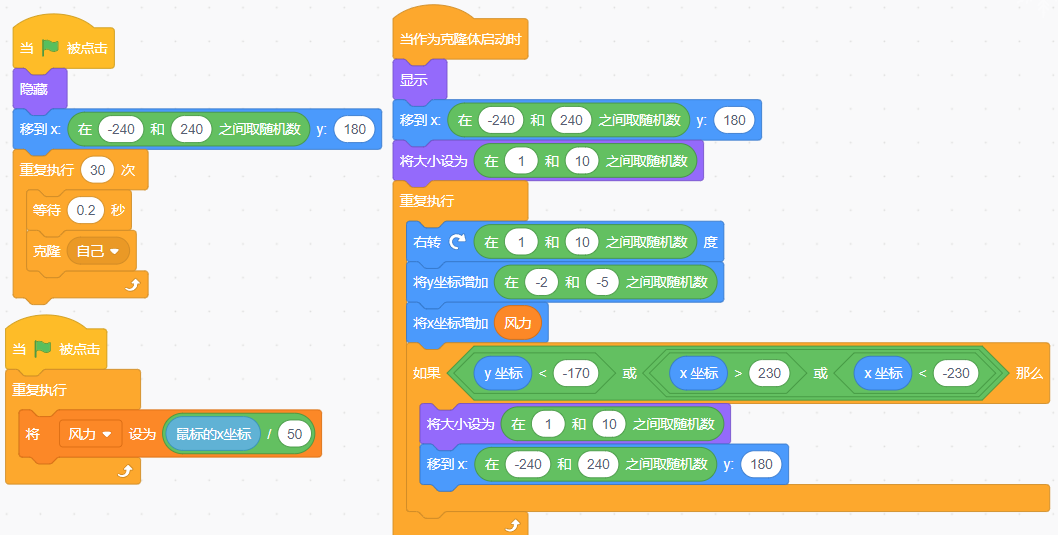 当 被点击
隐藏
移到 x: 在 -240 和 240 之间取随机数 y: 180
重复执行 30 次
等待 0.2 秒
克隆 自己
当 被点击
重复执行
将 风力 设为 鼠标的x坐标 / 50
当作为克隆体启动时
显示
移到 x: 在 -240 和 240 之间取随机数 y: 180
将大小设为 在 1 和 10 之间取随机数
重复执行
右转 在 1 和 10 之间取随机数 度
将y坐标增加 在 -2 和 -5 之间取随机数
将x坐标增加 风力
如果 y 坐标 < -170 或 x 坐标 > 230 或 x 坐标 < -230 那么
将大小设为 在 1 和 10 之间取随机数
移到 x: 在 -240 和 240 之间取随机数 y: 180